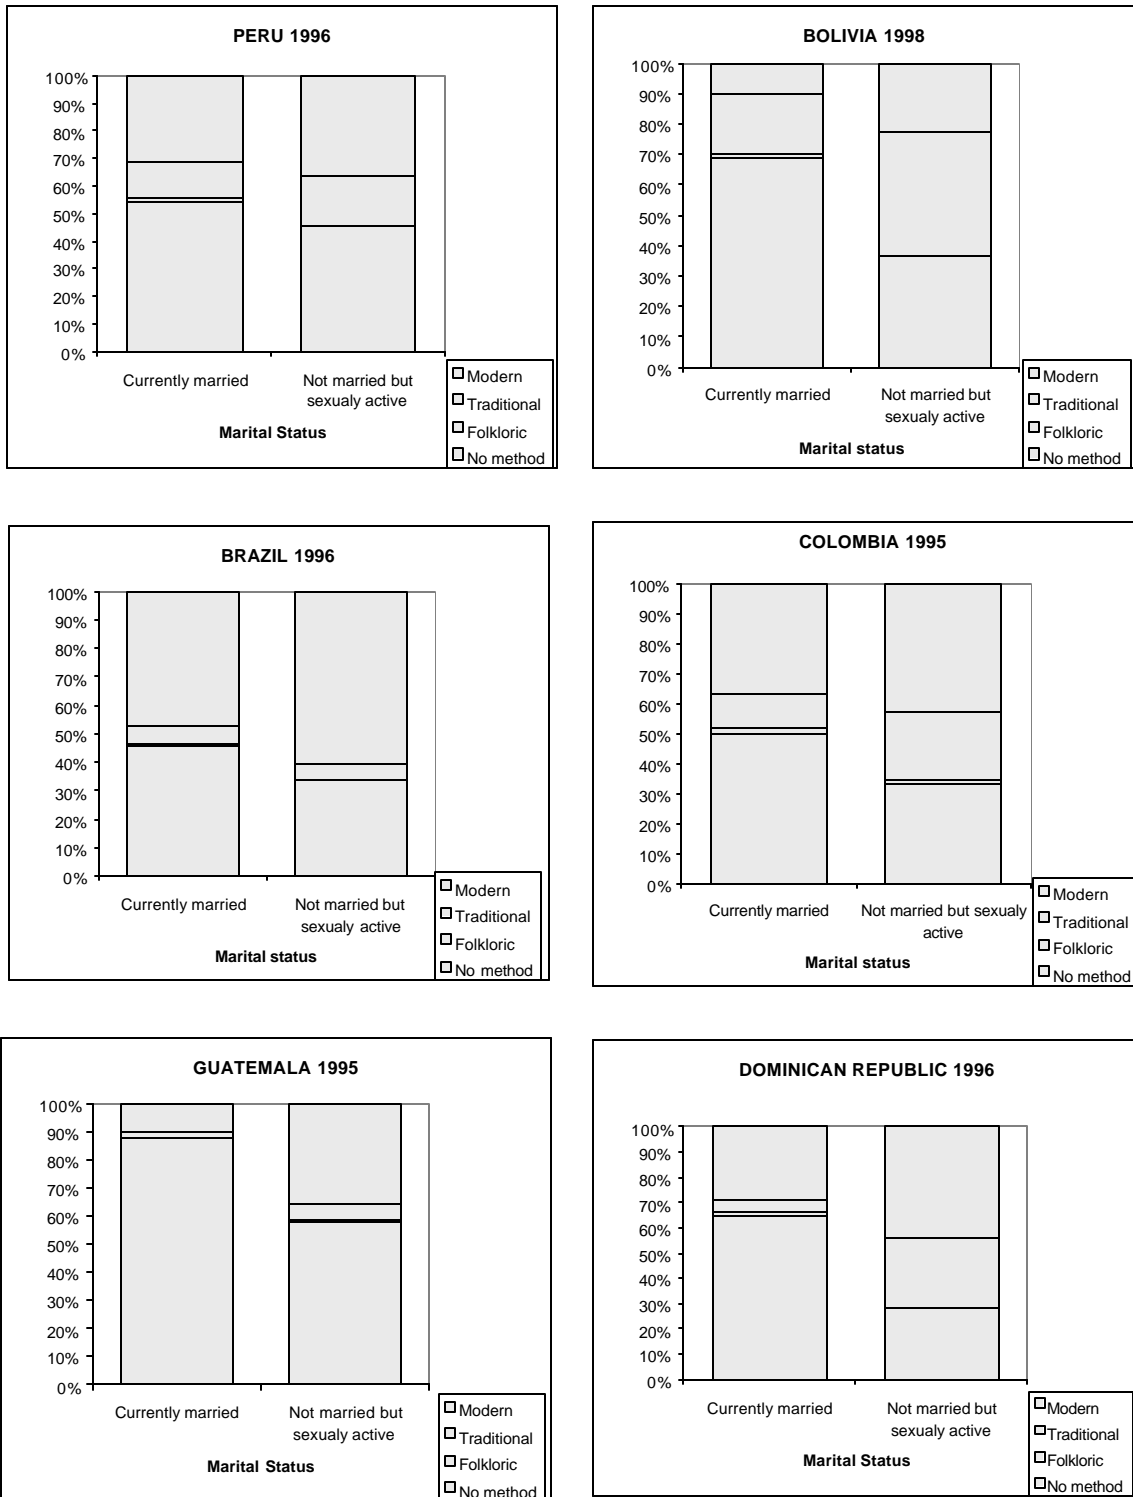 PERU 1996
100%
90%
80%
70%
60%
50%
40%
30%
20%
10%
0%
Currently married
Not married but
sexualy active
Marital Status
Modern
Traditional
Folkloric
No method
BOLIVIA 1998
100%
90%
80%
70%
60%
50%
40%
30%
20%
10%
0%
Currently married
Not married but
sexualy active
Marital status
Modern
Traditional
Folkloric
No method
BRAZIL 1996
100%
90%
80%
70%
60%
50%
40%
30%
20%
10%
0%
Currently married
Not married but
sexualy active
Marital status
Modern
Traditional
Folkloric
No method
COLOMBIA 1995
100%
90%
80%
70%
60%
50%
40%
30%
20%
10%
0%
Currently married
Not married but sexualy
active
Marital status
Modern
Traditional
Folkloric
No method
GUATEMALA 1995
100%
90%
80%
70%
60%
50%
40%
30%
20%
10%
0%
Currently married
Not married but
sexualy active
Marital Status
Modern
Traditional
Folkloric
No method
DOMINICAN REPUBLIC 1996
100%
90%
80%
70%
60%
50%
40%
30%
20%
10%
0%
Currently married
Not married but
sexualy active
Marital Status
Modern
Traditional
Folkloric
No method